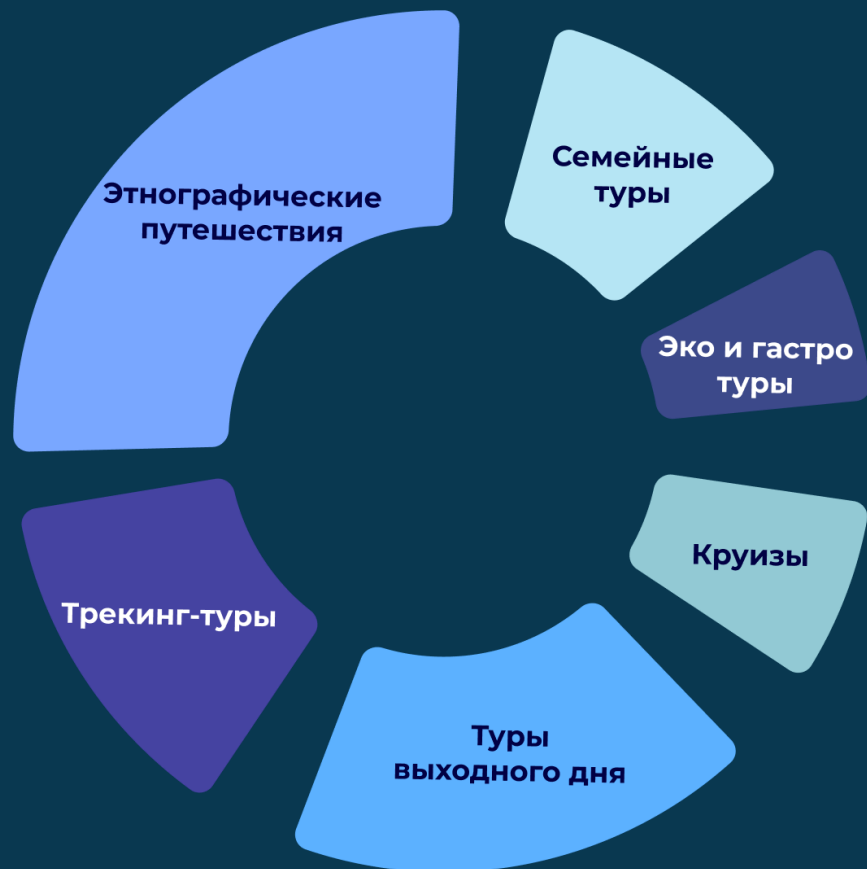 Этнографические
путешествия
Семейные
туры
Эко и гастро
туры
Круизы
Трекинг-туры
Туры
выходного дня